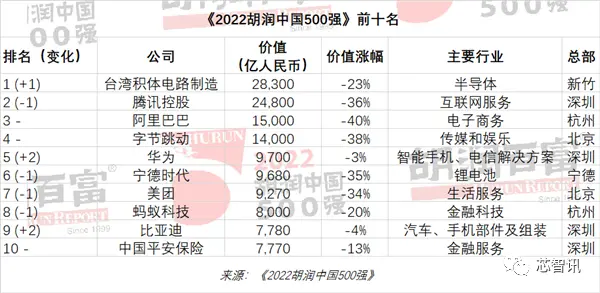 《2022胡润中国500强》前十名
排名（变化） 公司 价值（亿人民币） 价值涨幅 主要行业 总部
1 (+1) 台湾积体电路制造 28,300 -23% 半导体 新竹
2 (-1) 腾讯控股 24,800 -36% 互联网服务 深圳
3 - 阿里巴巴 15,000 -40% 电子商务 杭州
4 - 字节跳动 14,000 -38% 传媒和娱乐 北京
5 (+2) 华为 9,700 -3% 智能手机、电信解决方案 深圳
6 (-1) 宁德时代 9,680 -35% 锂电池 宁德
7 (-1) 美团 9,270 -34% 生活服务 北京
8 (-1) 蚂蚁科技 8,000 -20% 金融科技 杭州
9 (+2) 比亚迪 7,780 -4% 汽车、手机部件及组装 深圳
10 - 中国平安保险 7,770 -13% 金融服务 深圳
来源：《2022胡润中国500强》
芯智讯